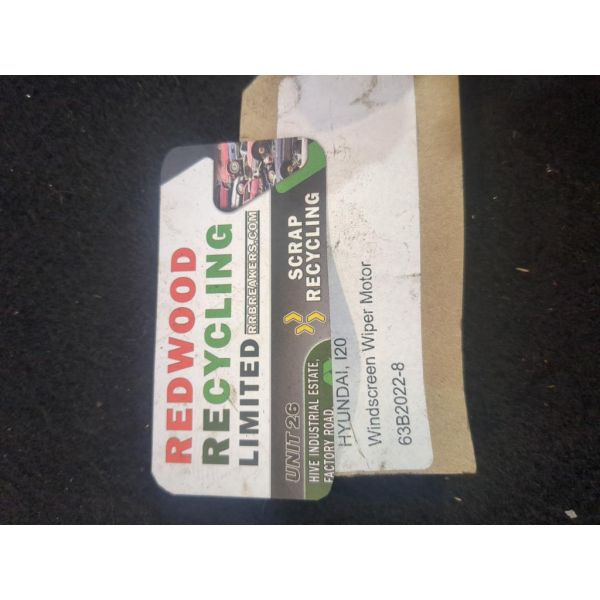 REDWOOD
RECYCLING
LIMITED RRBREAKERS.COM
SCRAP
RECYCLING
UNIT 26
HIVE INDUSTRIAL ESTATE,
FACTORY ROAD
HYUNDAI, I20
Windscreen Wiper Motor
63B2022-8